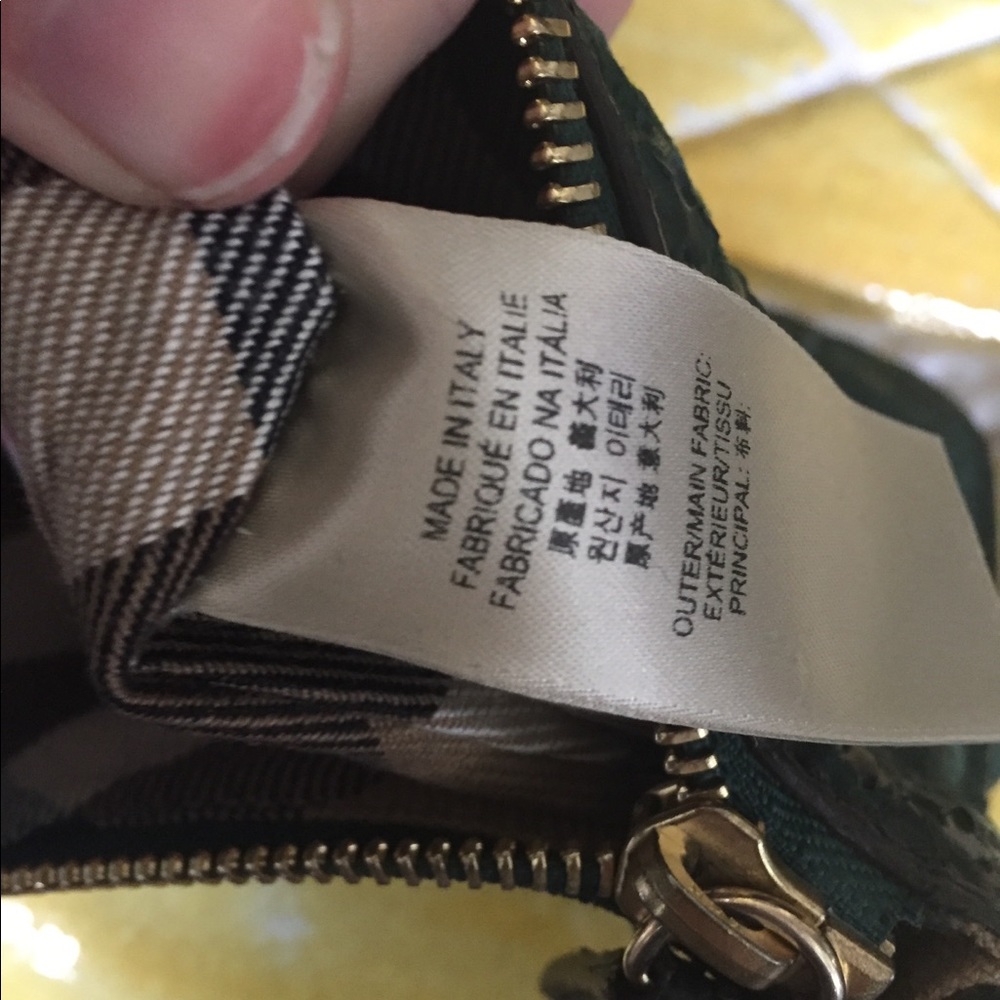 MADE IN ITALY
FABRIQUÉ EN ITALIE
FABRICADO NA ITALIA
原產地 義大利
원산지 이태리
原产地 意大利
OUTER/MAIN FABRIC:
EXTÉRIEUR/TISSU
PRINCIPAL: 布料: